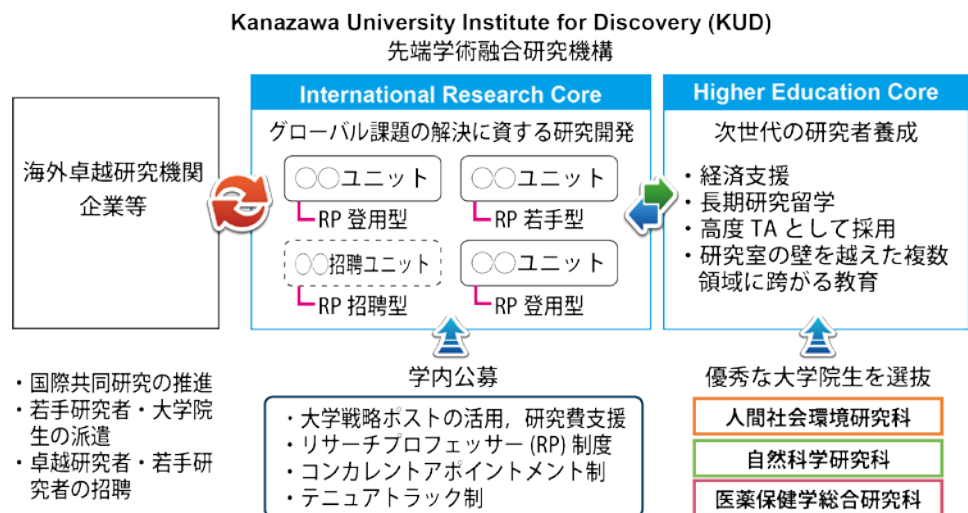 Kanazawa University Institute for Discovery (KUD)
先端学術融合研究機構
海外卓越研究機関
企業等
・国際共同研究の推進
・若手研究者・大学院
生の派遣
・卓越研究者・若手研
究者の招聘
International Research Core
グローバル課題の解決に資する研究開発
○○ユニット
RP 登用型
○○ユニット
RP 若手型
○○招聘ユニット
RP 招聘型
○○ユニット
RP 登用型
学内公募
・大学戦略ポストの活用，研究費支援
・リサーチプロフェッサー (RP) 制度
・コンカレントアポイントメント制
・テニュアトラック制
Higher Education Core
次世代の研究者養成
・経済支援
・長期研究留学
・高度 TA として採用
・研究室の壁を越えた複数
領域に跨がる教育
優秀な大学院生を選抜
人間社会環境研究科
自然科学研究科
医薬保健学総合研究科